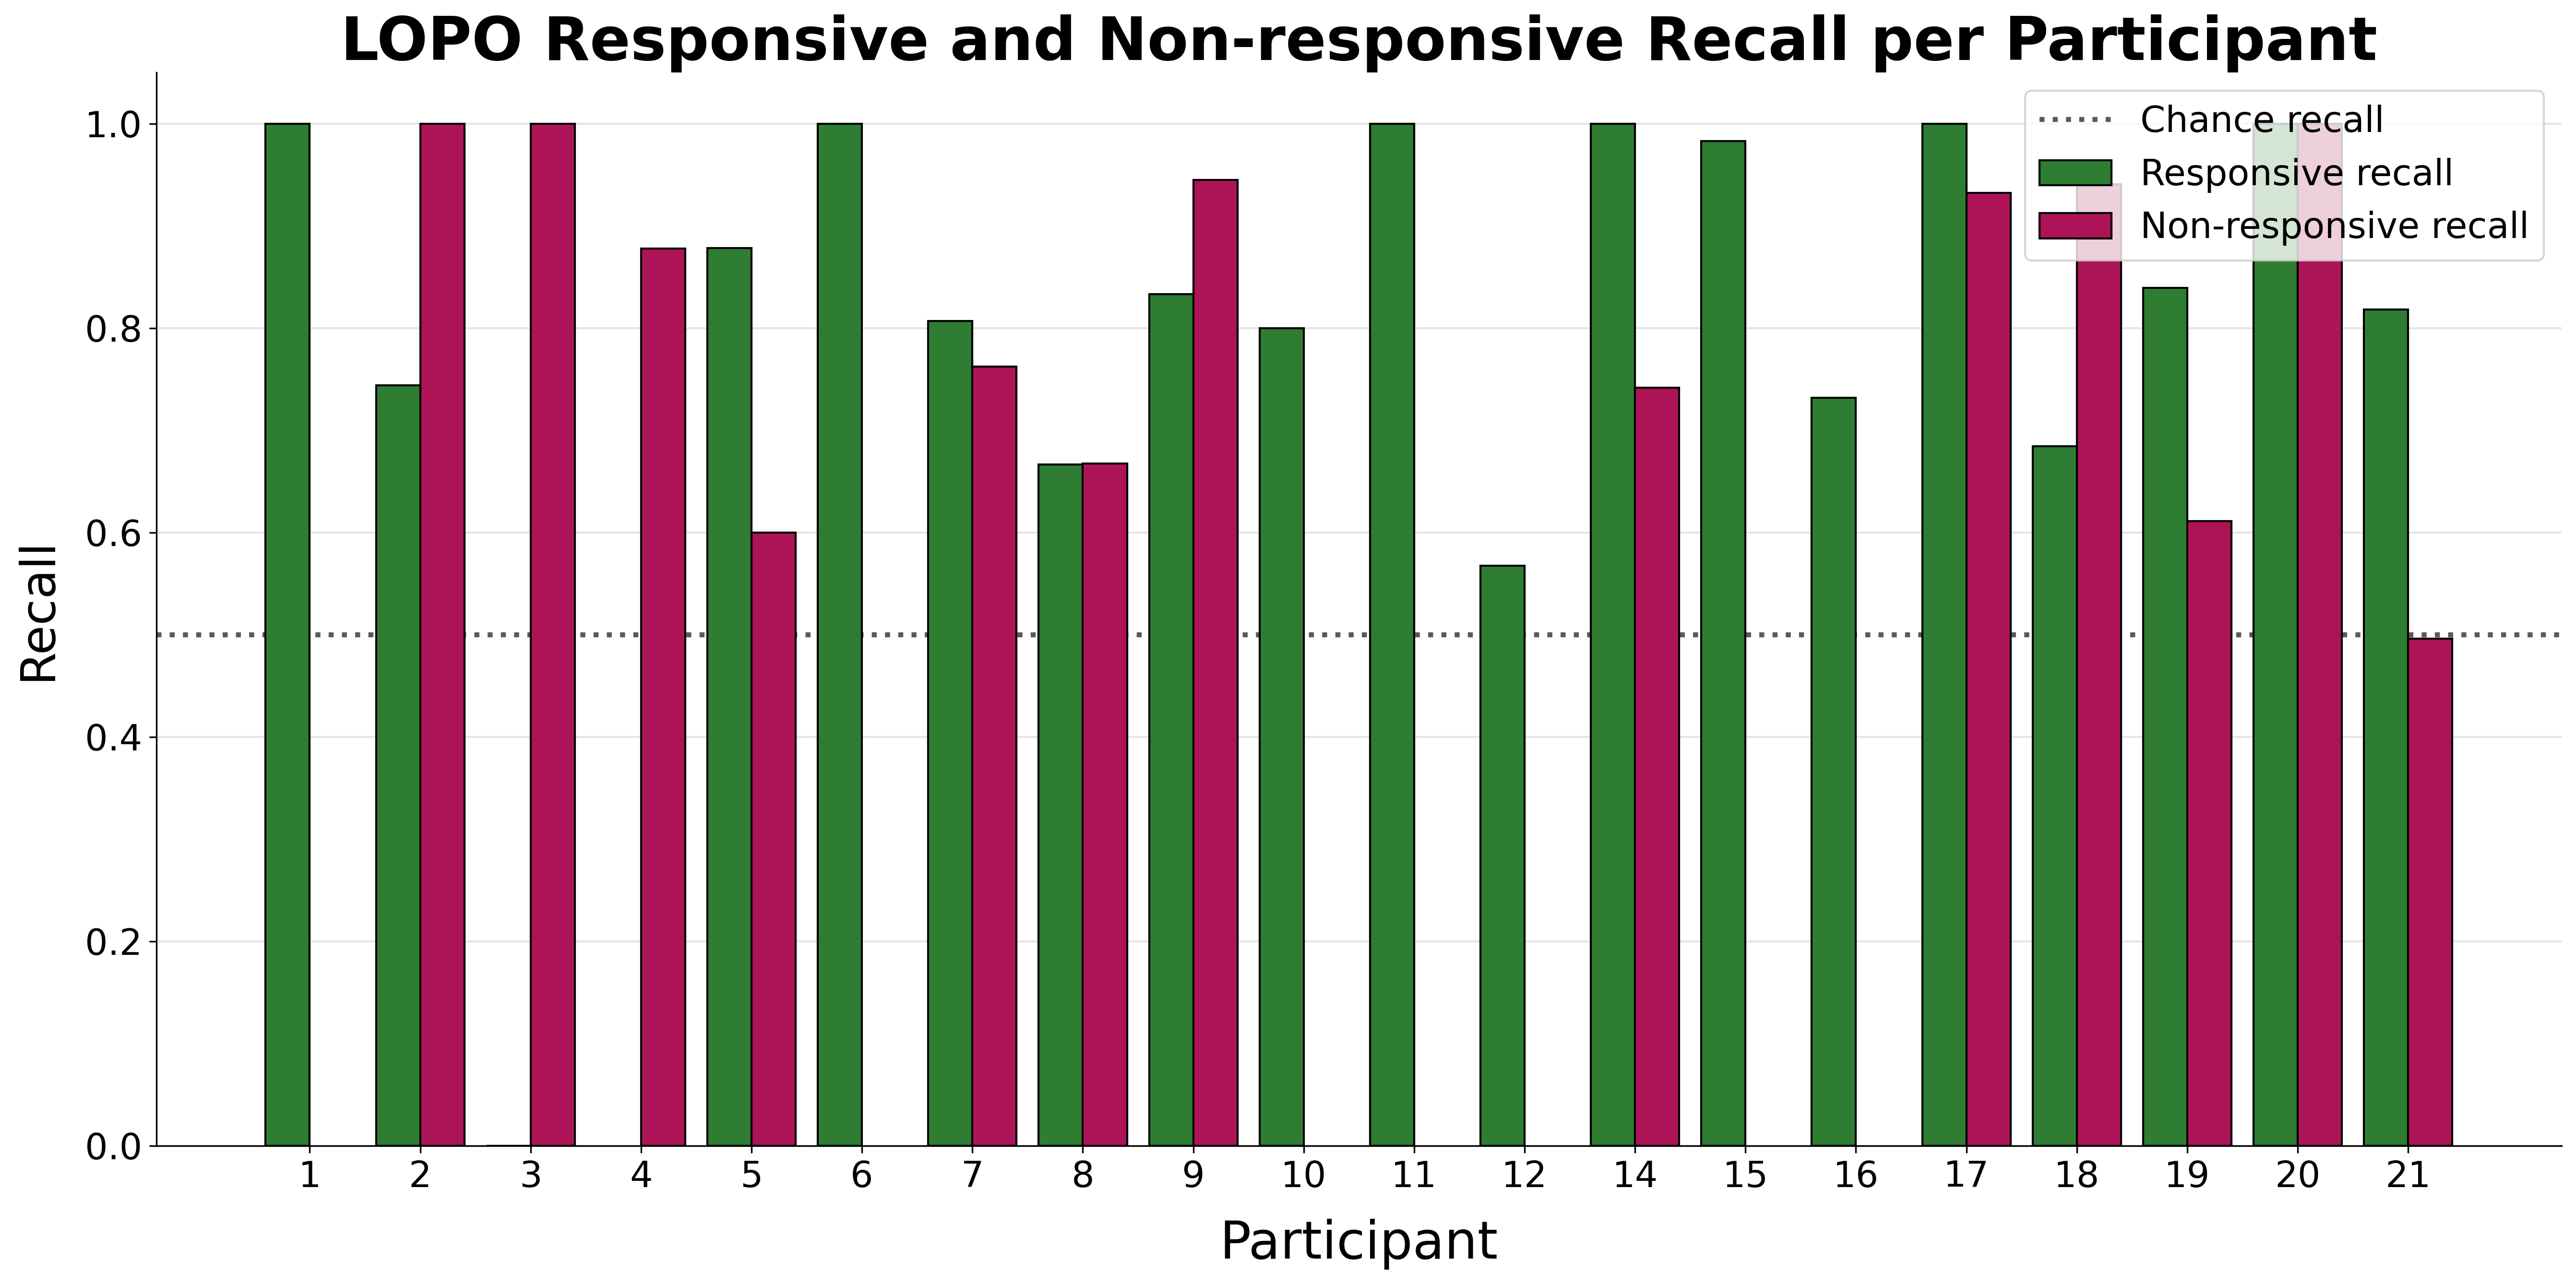 LOPO Responsive and Non-responsive Recall per Participant
Chance recall
Responsive recall
Non-responsive recall
Recall
1.0
0.8
0.6
0.4
0.2
0.0
1 2 3 4 5 6 7 8 9 10 11 12 14 15 16 17 18 19 20 21
Participant